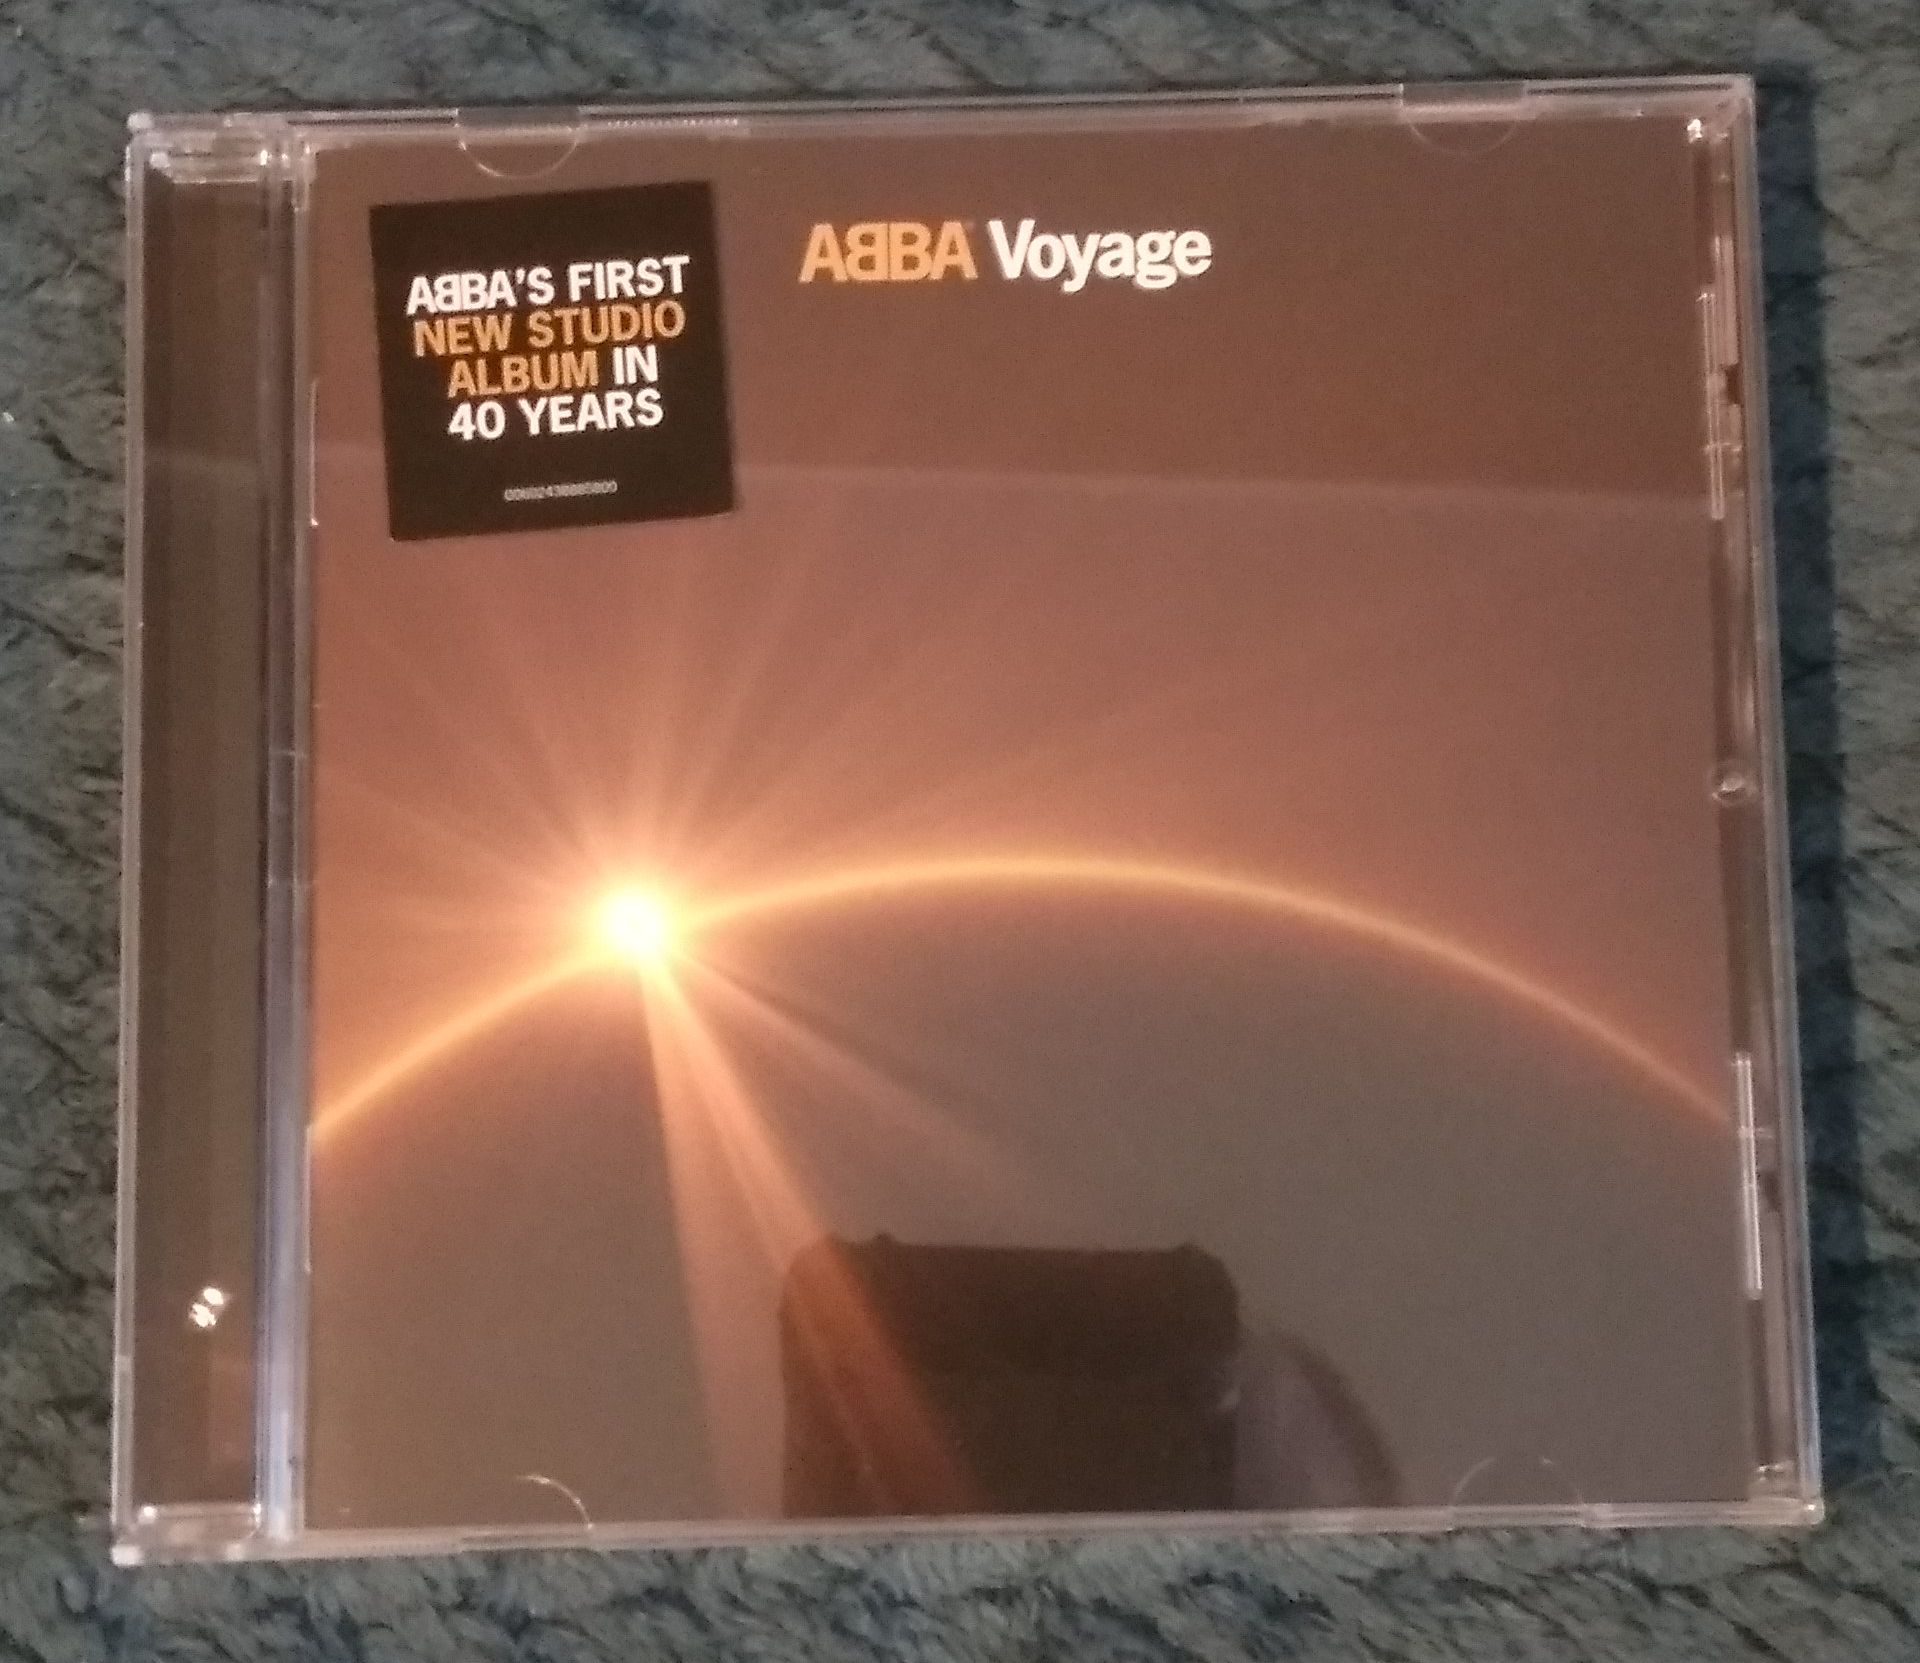 ABBA Voyage
ABBA'S FIRST
NEW STUDIO
ALBUM IN
40 YEARS